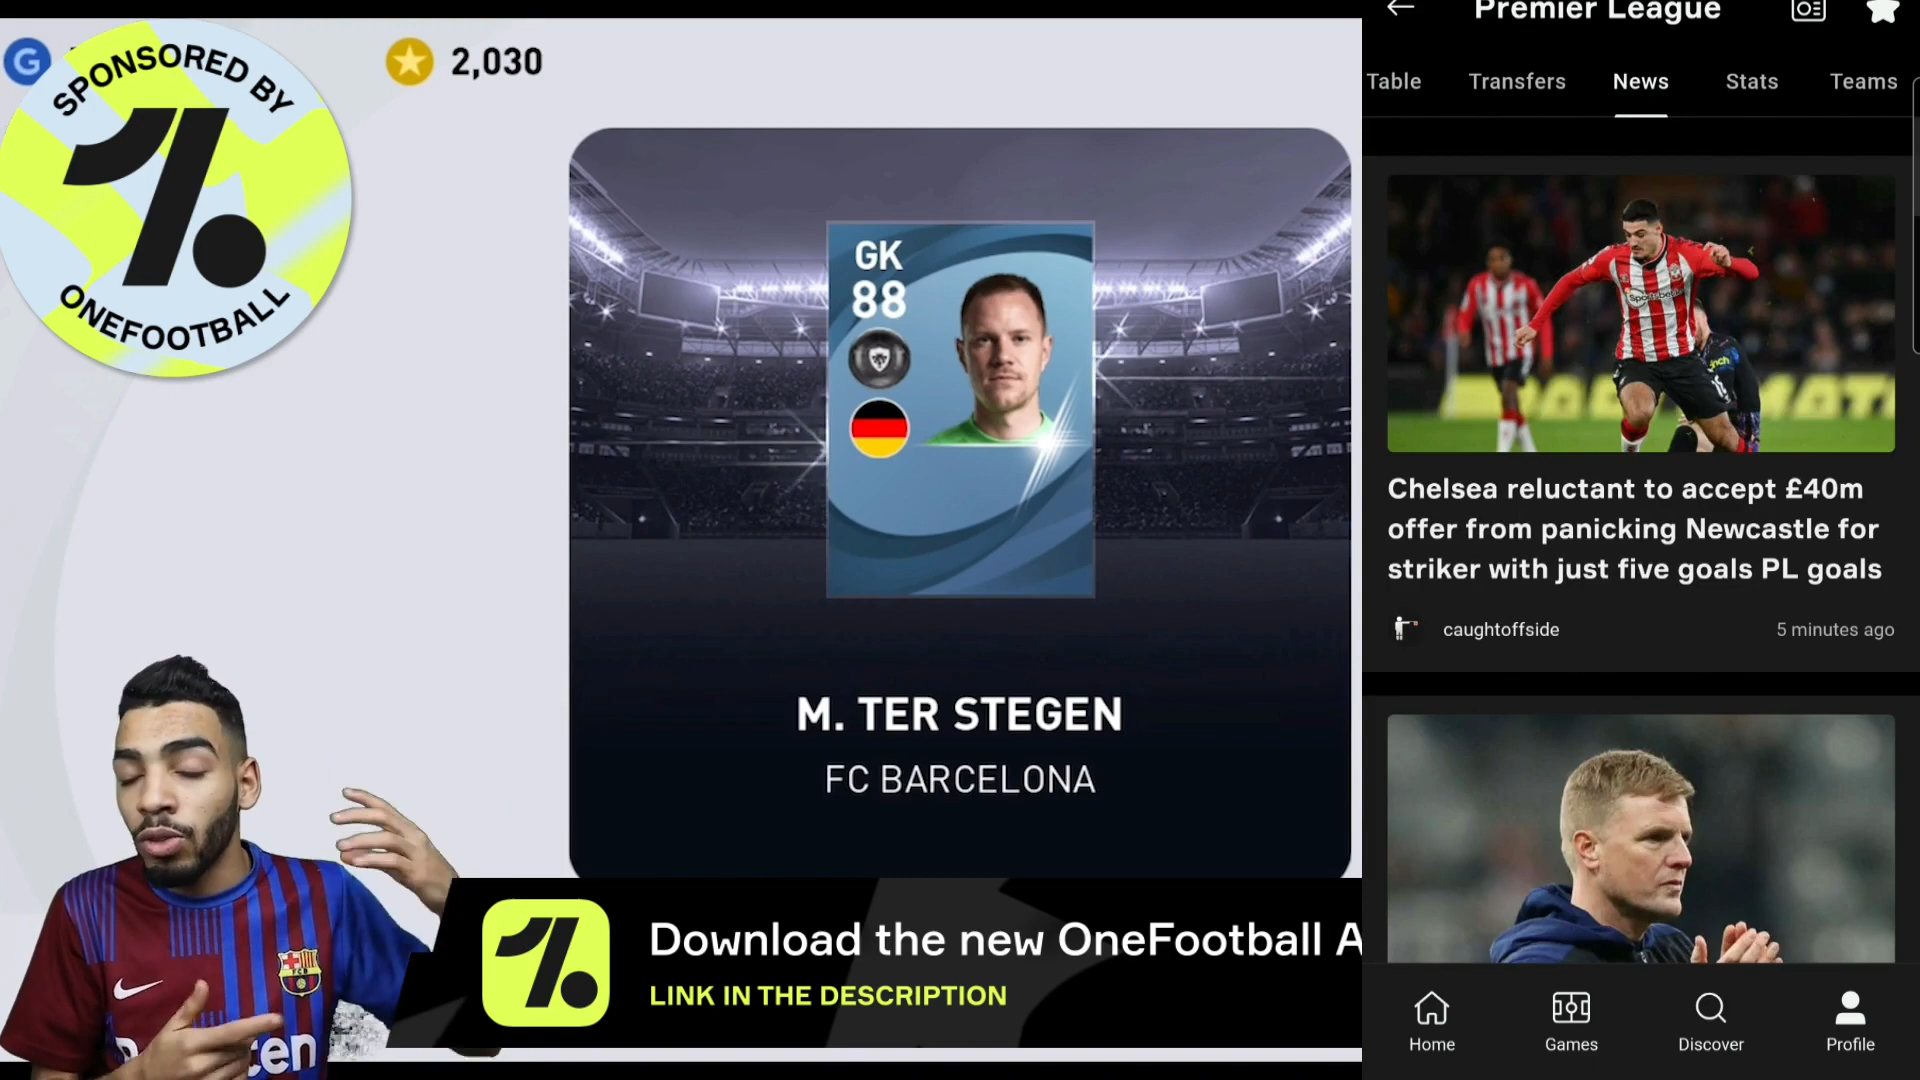 SPONSORED BY
ONEFOOTBALL
2,030
GK
88
M. TER STEGEN
FC BARCELONA
Download the new OneFootball A
LINK IN THE DESCRIPTION
Premier League
Table Transfers News Stats Teams
Chelsea reluctant to accept £40m
offer from panicking Newcastle for
striker with just five goals PL goals
caughtoffside 5 minutes ago
Home Games Discover Profile